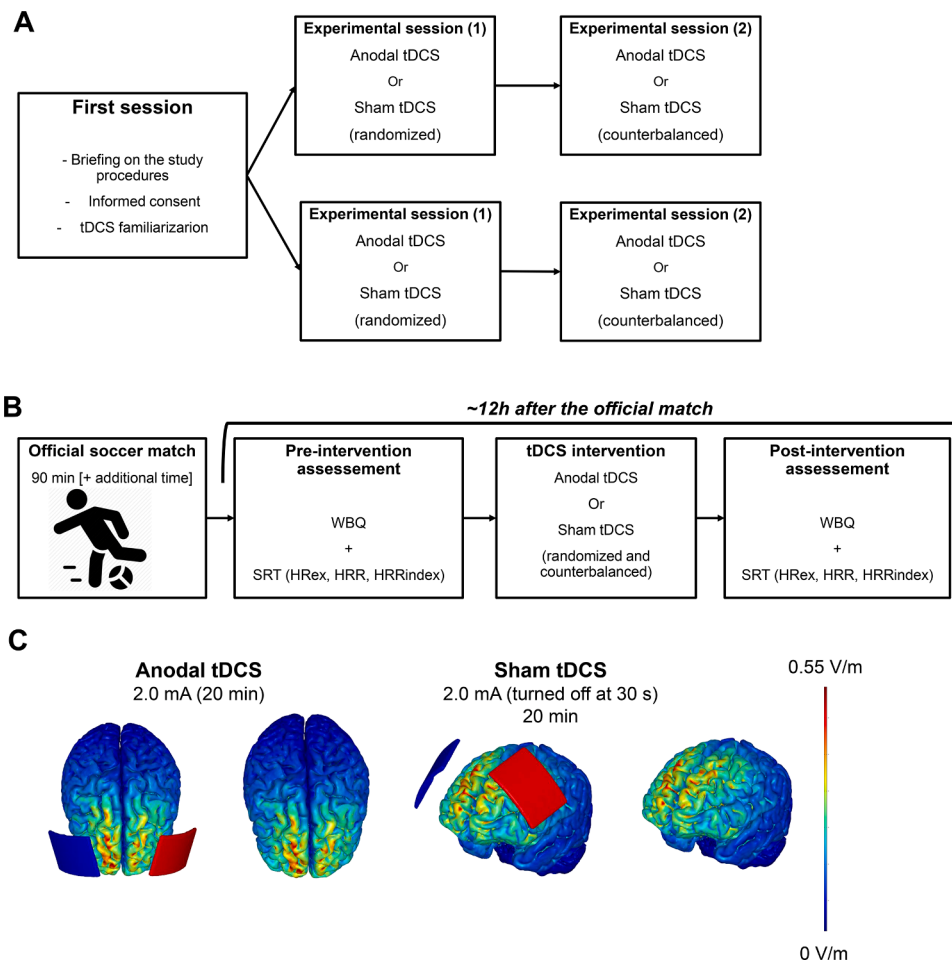 A
First session
- Briefing on the study
procedures
- Informed consent
- tDCS familiarizarion
Experimental session (1)
Anodal tDCS
Or
Sham tDCS
(randomized)
Experimental session (2)
Anodal tDCS
Or
Sham tDCS
(counterbalanced)
Experimental session (1)
Anodal tDCS
Or
Sham tDCS
(randomized)
Experimental session (2)
Anodal tDCS
Or
Sham tDCS
(counterbalanced)
B
~12h after the official match
Official soccer match
90 min [+ additional time]
Pre-intervention
assessement
WBQ
+
SRT (HRex, HRR, HRRindex)
tDCS intervention
Anodal tDCS
Or
Sham tDCS
(randomized and
counterbalanced)
Post-intervention
assessement
WBQ
+
SRT (HRex, HRR, HRRindex)
C
Anodal tDCS
2.0 mA (20 min)
Sham tDCS
2.0 mA (turned off at 30 s)
20 min
0.55 V/m
0 V/m